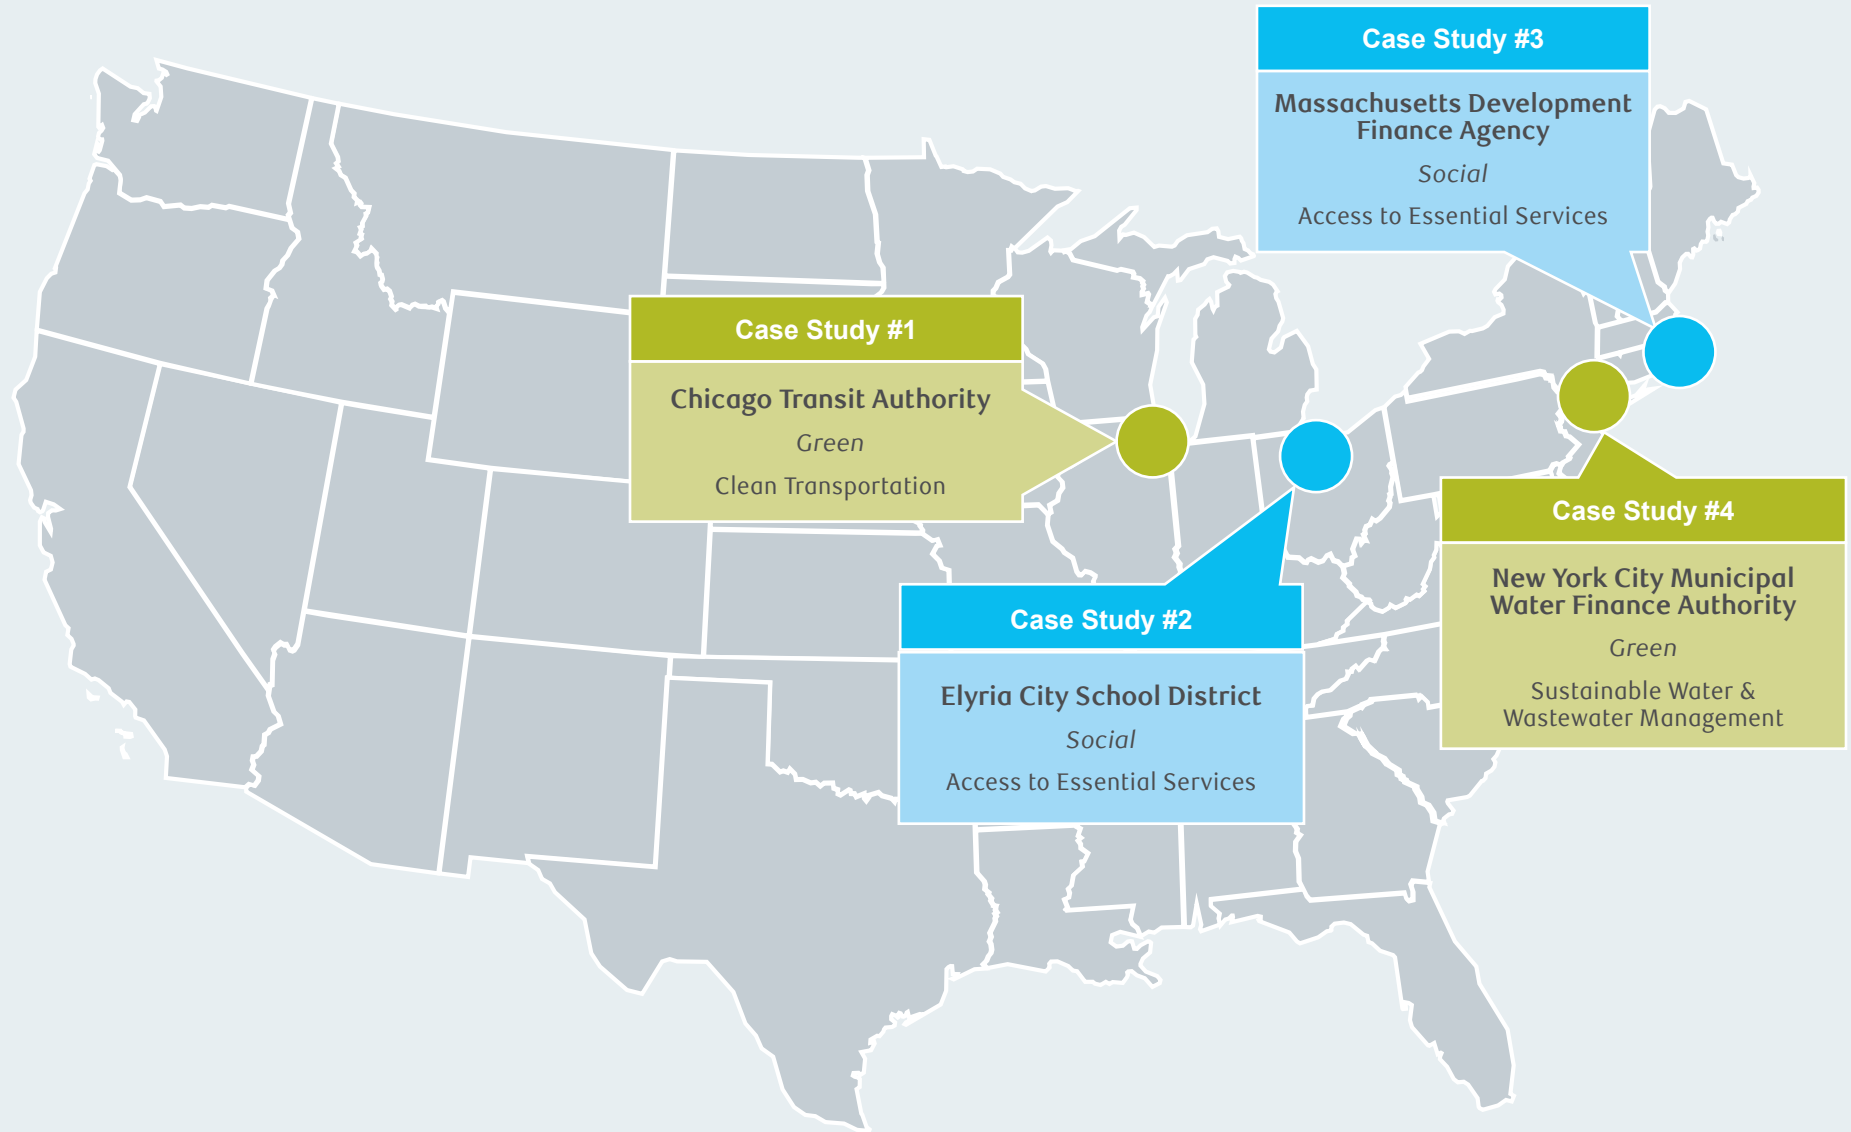 Case Study #3
Massachusetts Development
Finance Agency
Social
Access to Essential Services
Case Study #1
Chicago Transit Authority
Green
Clean Transportation
Case Study #4
New York City Municipal
Water Finance Authority
Green
Sustainable Water &
Wastewater Management
Case Study #2
Elyria City School District
Social
Access to Essential Services